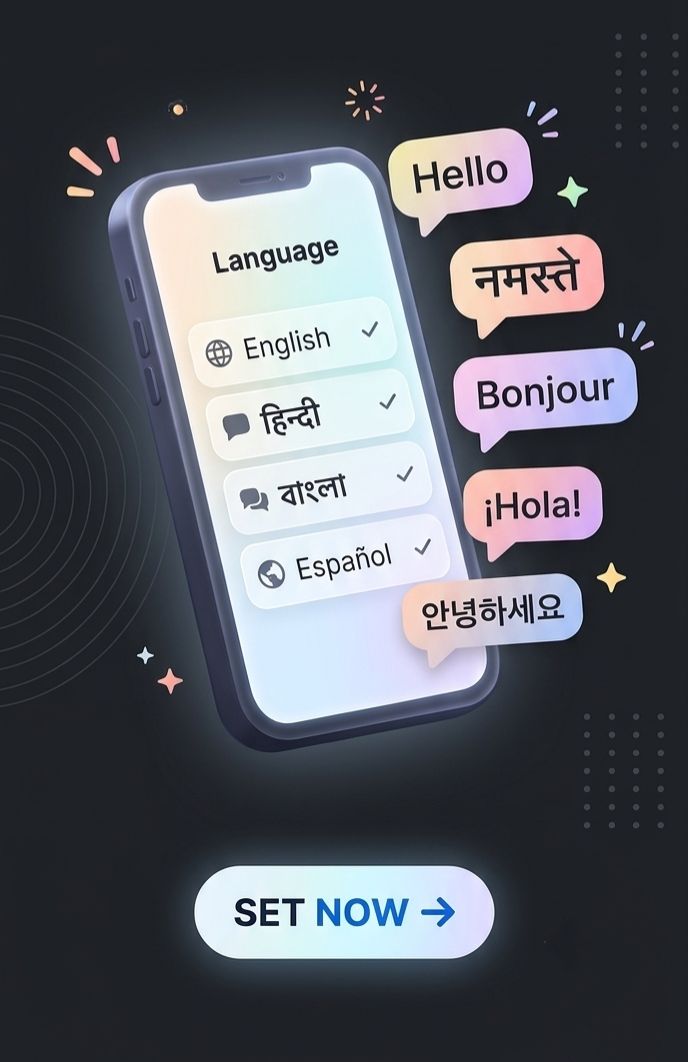 Language
English
हिन्दी
বাংলা
Español
Hello
नमस्ते
Bonjour
¡Hola!
안녕하세요
SET NOW →